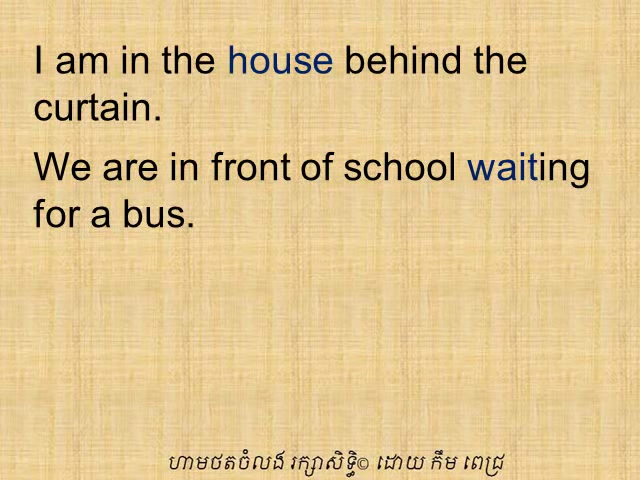 I am in the house behind the
curtain.
We are in front of school waiting
for a bus.
ហាមថតចំលង រក្សាសិទ្ធិ© ដោយ កឹម ពេជ្រ